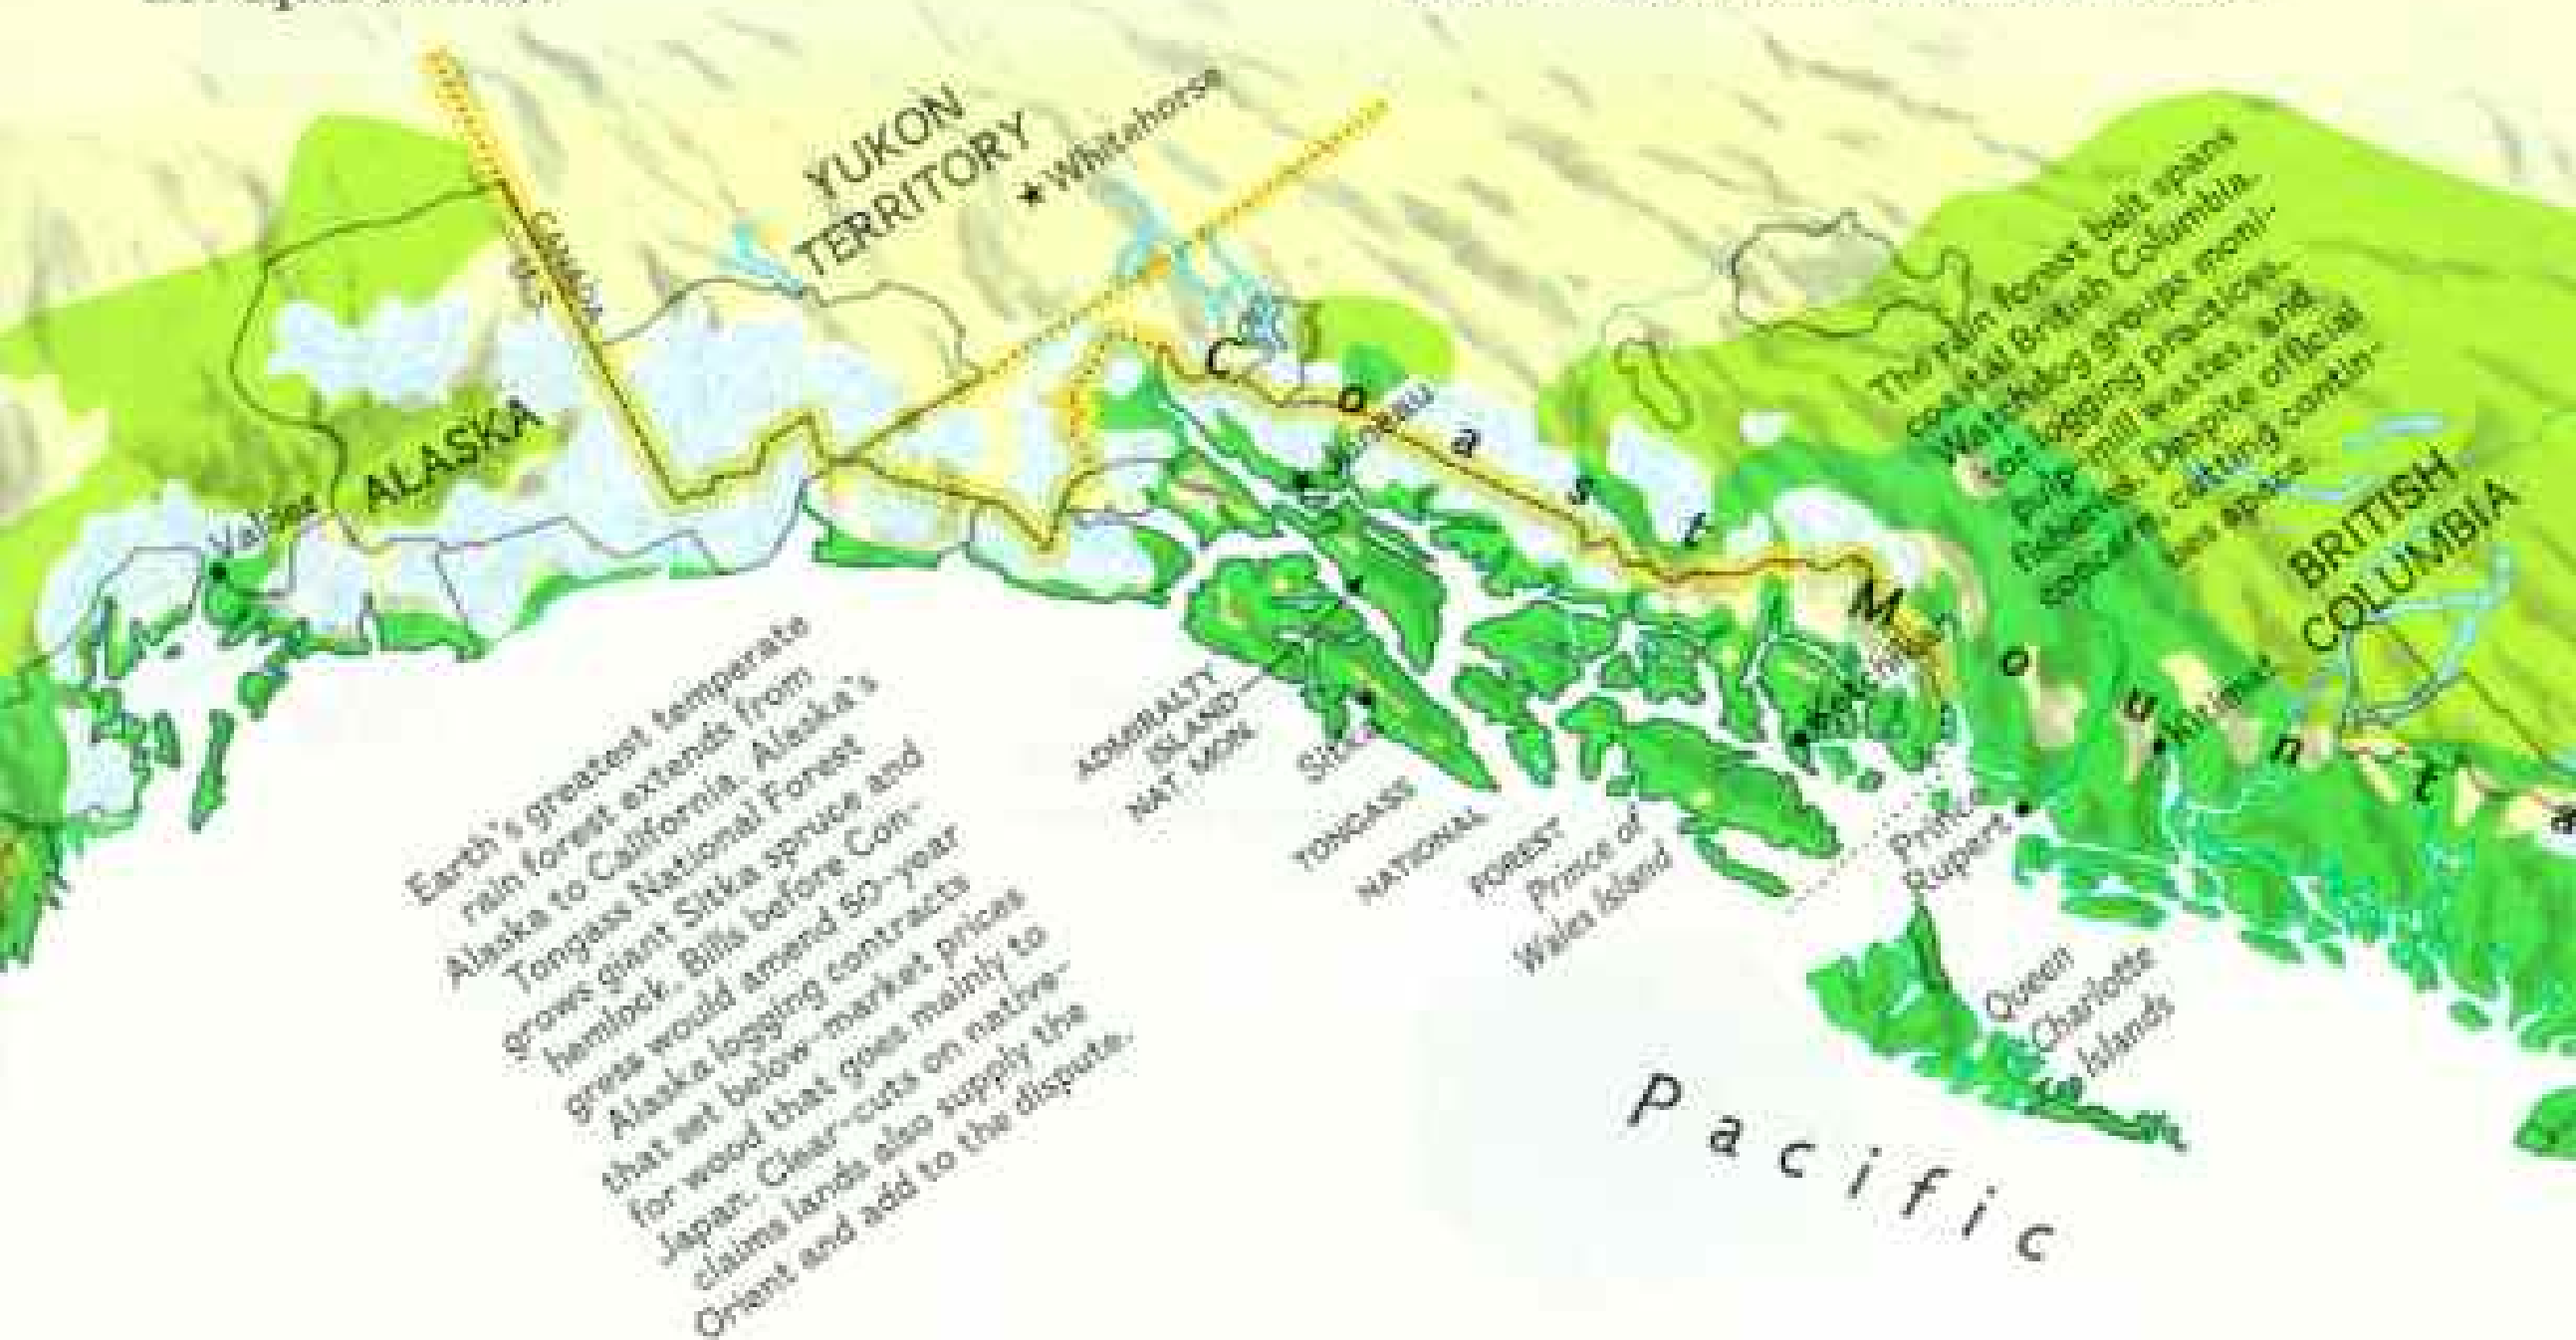 YUKON
TERRITORY
Whitehorse
CANADA
U.S.
ALASKA
Valdez
Juneau
Coast Mounta
The rain forest belt spans
coastal British Columbia.
Watchdog groups moni-
tor logging practices,
pulp mill wastes, and
fisheries. Despite official
concern, cutting contin-
ues apace.
BRITISH
COLUMBIA
Earth's greatest temperate
rain forest extends from
Alaska to California. Alaska's
Tongass National Forest
grows giant Sitka spruce and
hemlock. Bills before Con-
gress would amend 50-year
Alaska logging contracts
that set below-market prices
for wood that goes mainly to
Japan. Clear-cuts on native-
claims lands also supply the
Orient and add to the dispute.
ADMIRALTY
ISLAND
NAT. MON.
Sitka
TONGASS
NATIONAL
FOREST
Prince of
Wales Island
Ketchikan
Kitimat
Prince
Rupert
Queen
Charlotte
Islands
Pacific